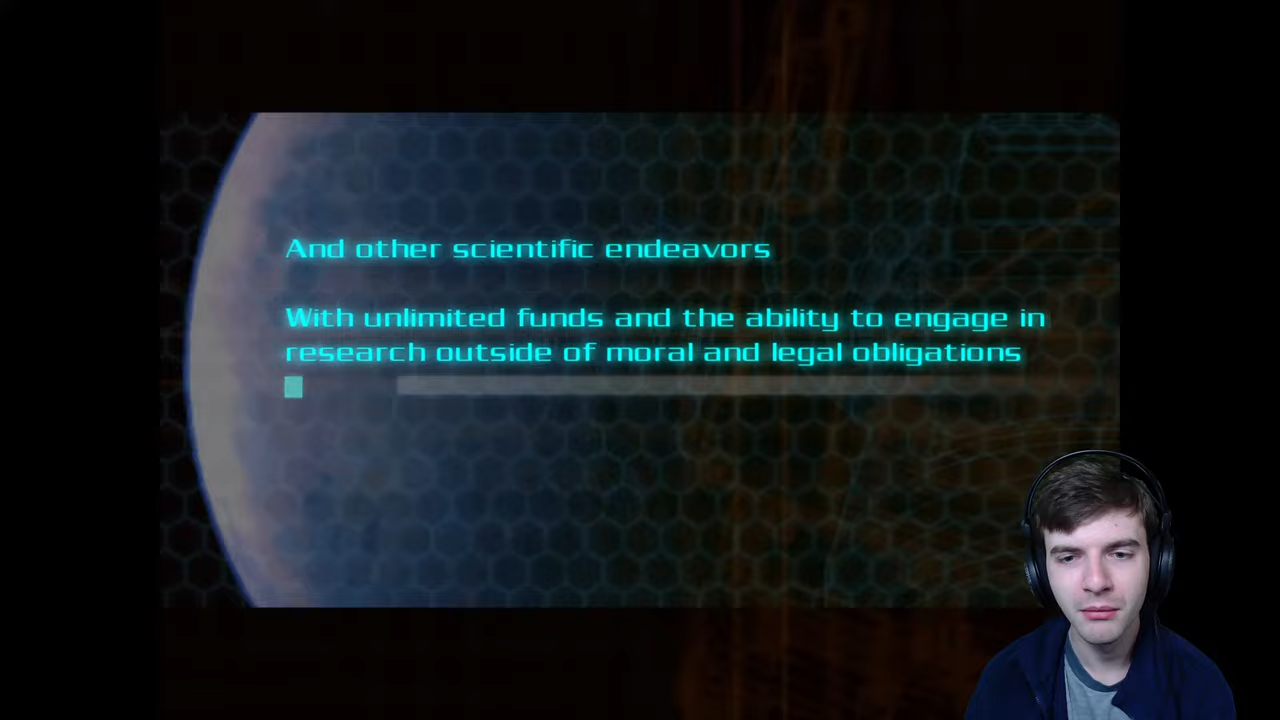 And other scientific endeavors
With unlimited funds and the ability to engage in
research outside of moral and legal obligations